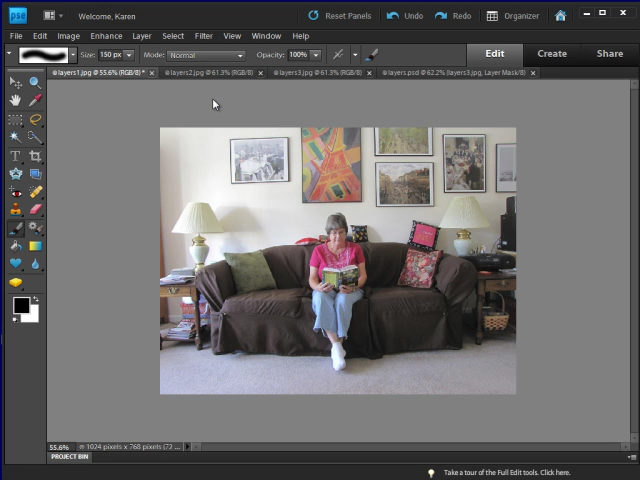 pse Welcome, Karen Reset Panels Undo Redo Organizer
File Edit Image Enhance Layer Select Filter View Window Help
Size: 150 px Mode: Normal Opacity: 100% Edit Create Share
layers1.jpg @ 55.6% (RGB/8) * layers2.jpg @ 61.3% (RGB/8) layers3.jpg @ 61.3% (RGB/8) layers.psd @ 62.2% (layers3.jpg, Layer Mask/8)
T
55.6% 1024 pixels x 768 pixels (72 ...
PROJECT BIN
Take a tour of the Full Edit tools. Click here.